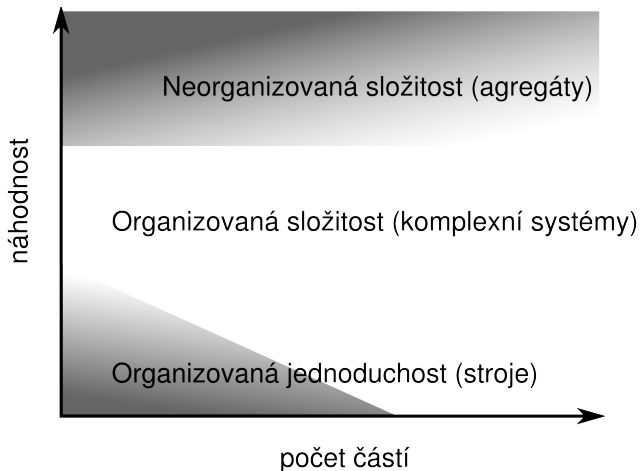 Neorganizovaná složitost (agregáty)
náhodnost
Organizovaná složitost (komplexní systémy)
Organizovaná jednoduchost (stroje)
počet částí